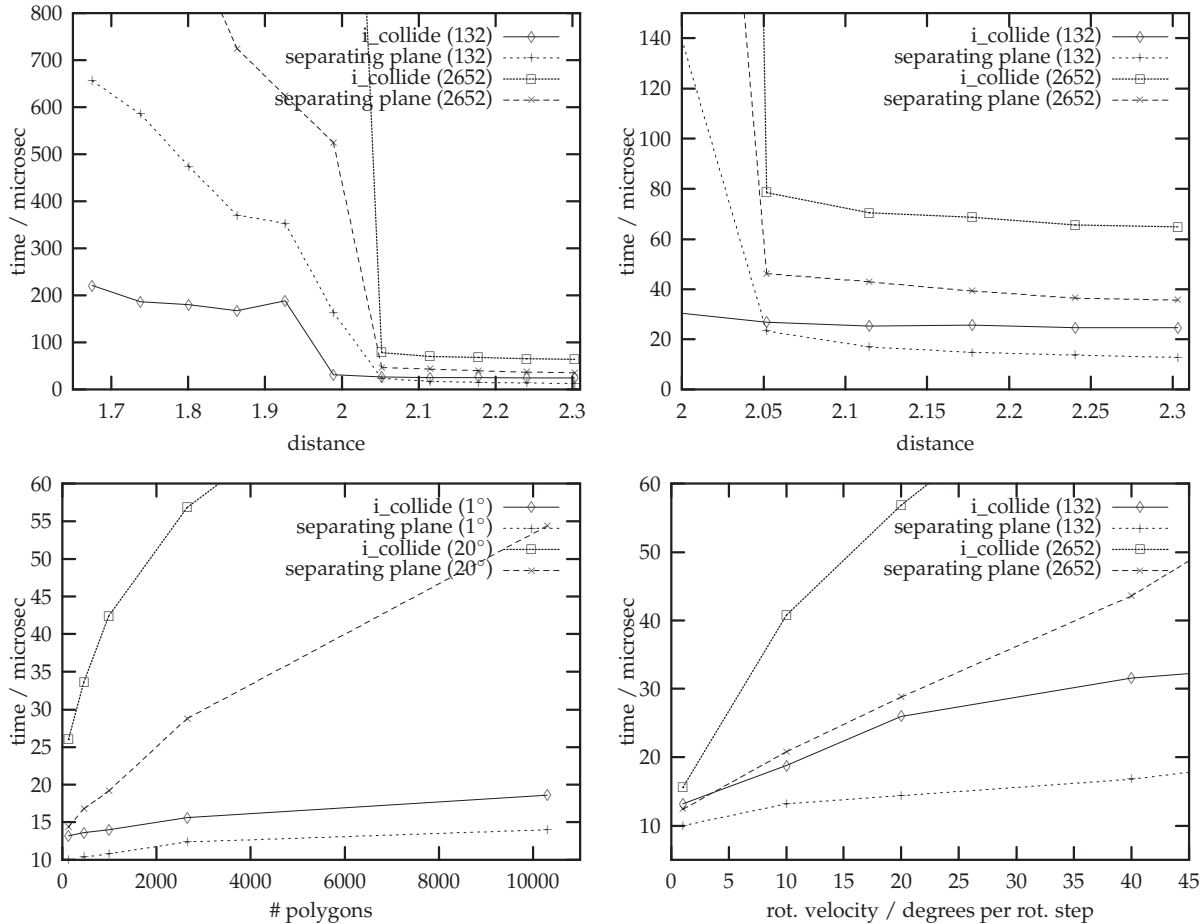 800
700
600
500
400
300
200
100
0
time / microsec
i_collide (132)
separating plane (132)
i_collide (2652)
separating plane (2652)
1.7 1.8 1.9 2 2.1 2.2 2.3
distance
140
120
100
80
60
40
20
0
time / microsec
i_collide (132)
separating plane (132)
i_collide (2652)
separating plane (2652)
2 2.05 2.1 2.15 2.2 2.25 2.3
distance
60
55
50
45
40
35
30
25
20
15
10
time / microsec
i_collide (1°)
separating plane (1°)
i_collide (20°)
separating plane (20°)
0 2000 4000 6000 8000 10000
# polygons
60
50
40
30
20
10
time / microsec
i_collide (132)
separating plane (132)
i_collide (2652)
separating plane (2652)
0 5 10 15 20 25 30 35 40 45
rot. velocity / degrees per rot. step